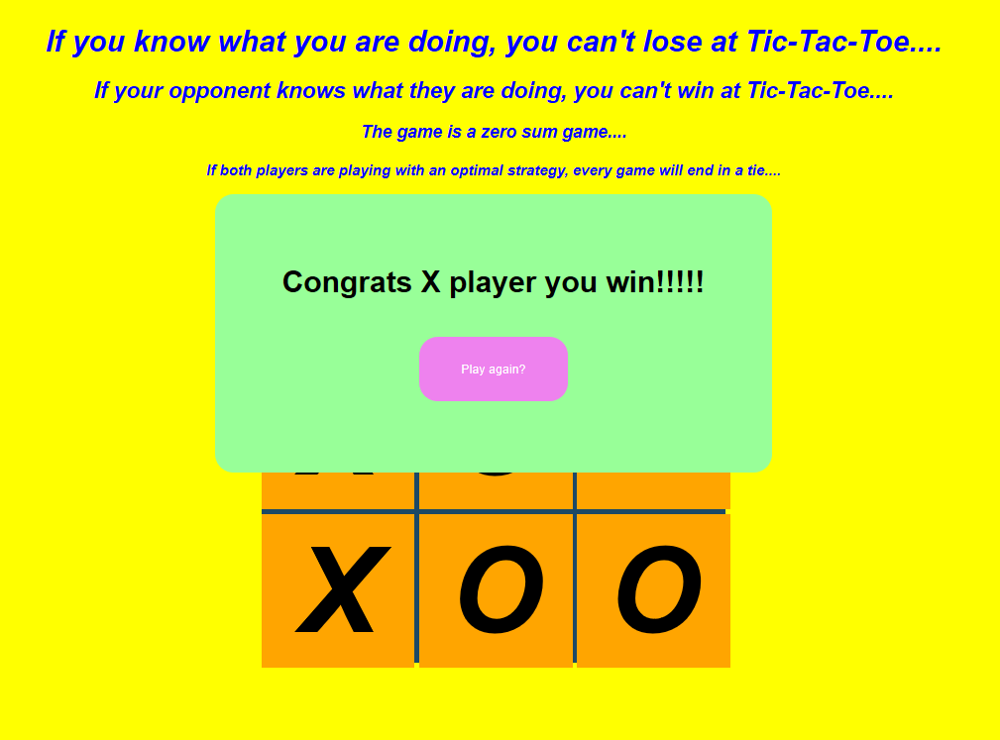 If you know what you are doing, you can't lose at Tic-Tac-Toe....
If your opponent knows what they are doing, you can't win at Tic-Tac-Toe....
The game is a zero sum game....
If both players are playing with an optimal strategy, every game will end in a tie....
Congrats X player you win!!!!!
Play again?
X O O